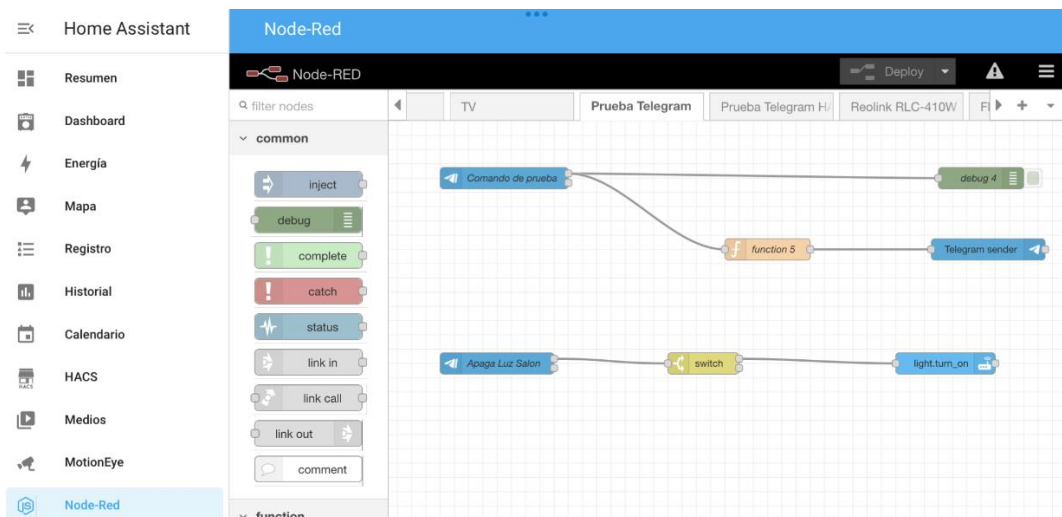 Home Assistant
Resumen
Dashboard
Energía
Mapa
Registro
Historial
Calendario
HACS
HACS
Medios
MotionEye
Node-Red
JS
Node-Red
Node-RED
Deploy
filter nodes
common
inject
debug
complete
catch
status
link in
link call
link out
comment
function
TV
Prueba Telegram
Prueba Telegram HA
Reolink RLC-410W
Comando de prueba
debug 4
f
function 5
Telegram sender
Apaga Luz Salon
switch
light.turn_on